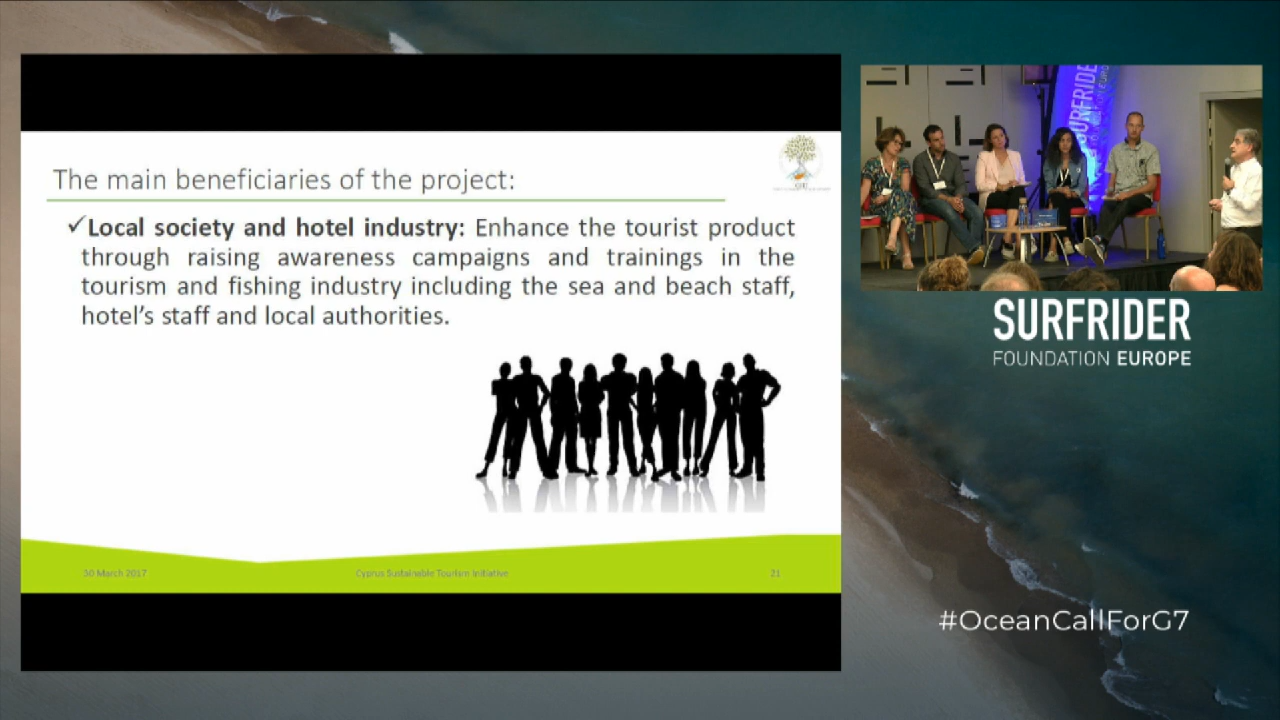 The main beneficiaries of the project:
✓Local society and hotel industry: Enhance the tourist product
through raising awareness campaigns and trainings in the
tourism and fishing industry including the sea and beach staff,
hotel's staff and local authorities.
30 March 2017
Cyprus Sustainable Tourism Initiative
21
SURFRIDE
EUROPE
SURFRIDER
FOUNDATION EUROPE
#OceanCallForG7